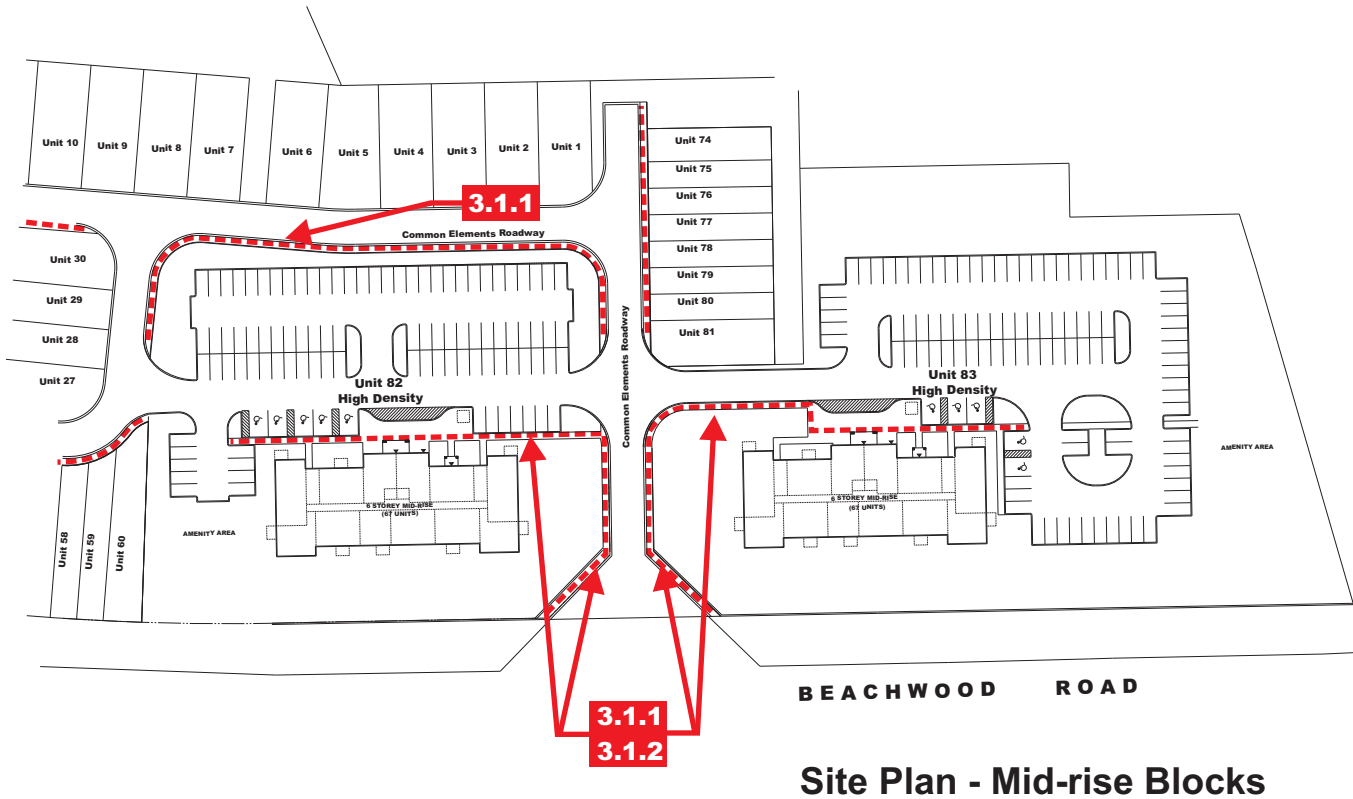 Unit 10
Unit 9
Unit 8
Unit 7
Unit 6
Unit 5
Unit 4
Unit 3
Unit 2
Unit 1
Unit 74
Unit 75
Unit 76
Unit 77
Unit 78
Unit 79
Unit 80
Unit 81
3.1.1
Common Elements Roadway
Unit 30
Unit 29
Unit 28
Unit 27
Common Elements Roadway
Unit 82
High Density
Unit 83
High Density
AMENITY AREA
6 STOREY MID-RISE
(67 UNITS)
6 STOREY MID-RISE
(67 UNITS)
AMENITY AREA
Unit 58
Unit 59
Unit 60
3.1.1
3.1.2
BEACHWOOD ROAD
Site Plan - Mid-rise Blocks